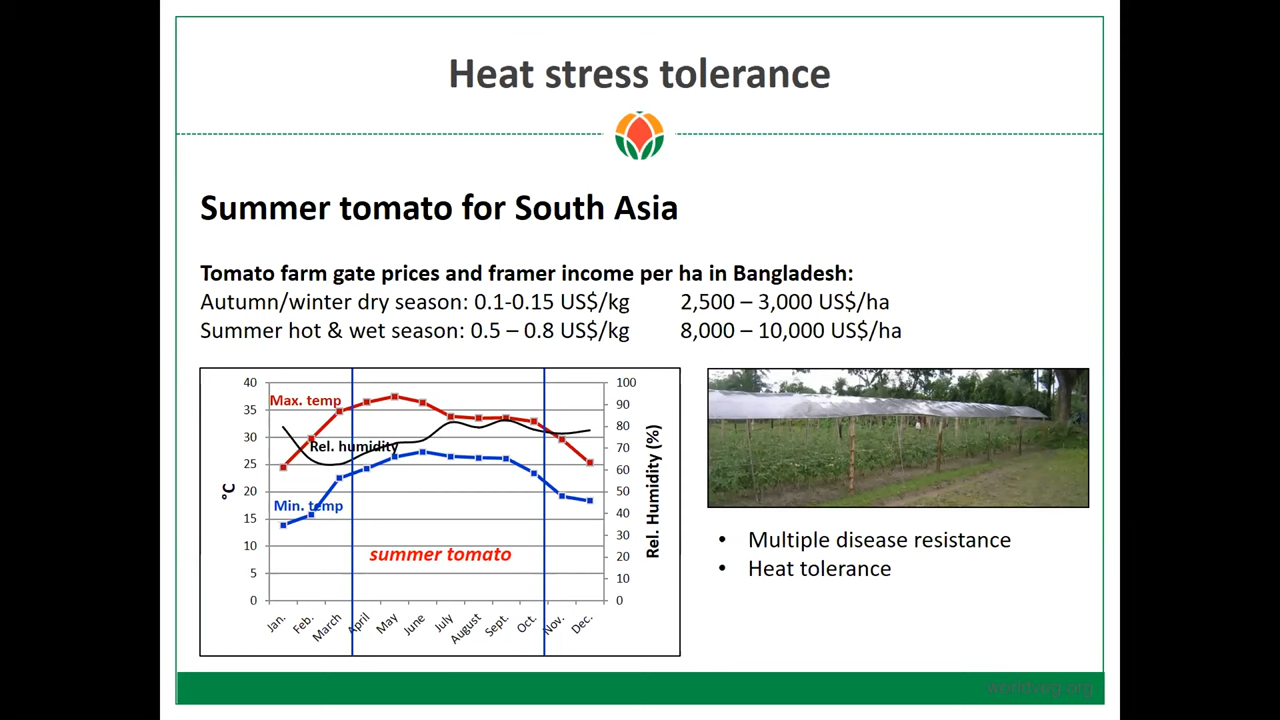 Heat stress tolerance
Summer tomato for South Asia
Tomato farm gate prices and framer income per ha in Bangladesh:
Autumn/winter dry season: 0.1-0.15 US$/kg 2,500 – 3,000 US$/ha
Summer hot & wet season: 0.5 – 0.8 US$/kg 8,000 – 10,000 US$/ha
40
35
30
25
20
15
10
5
0
°C
Max. temp
Rel. humidity
Min. temp
summer tomato
100
90
80
70
60
50
40
30
20
10
0
Rel. Humidity (%)
Jan.
Feb.
March
April
May
June
July
August
Sept.
Oct.
Nov.
Dec.
• Multiple disease resistance
• Heat tolerance
worldveg.org